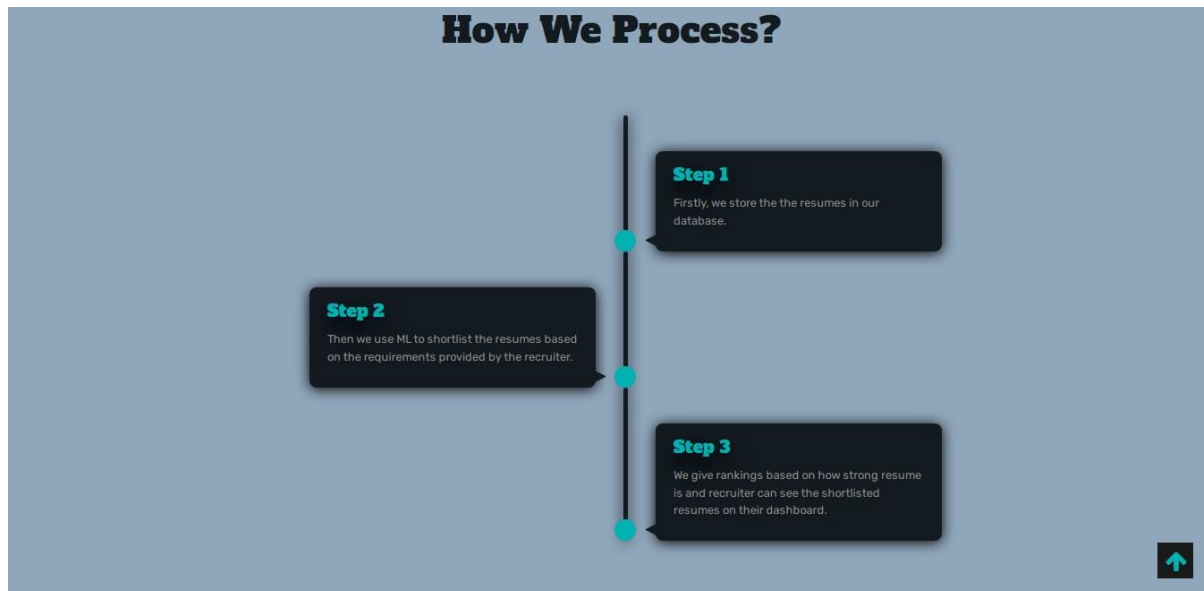 How We Process?
Step 1
Firstly, we store the the resumes in our
database.
Step 2
Then we use ML to shortlist the resumes based
on the requirements provided by the recruiter.
Step 3
We give rankings based on how strong resume
is and recruiter can see the shortlisted
resumes on their dashboard.